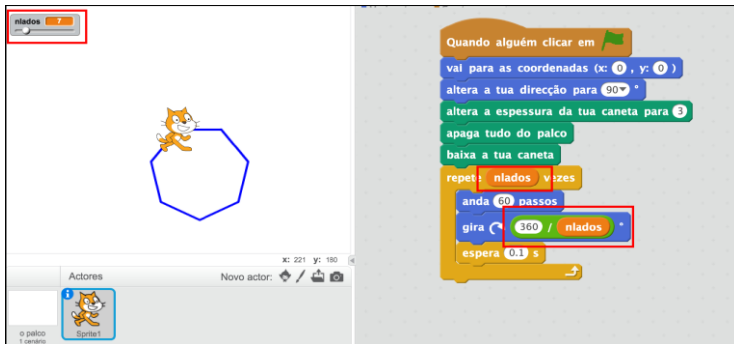 nlados 7
x: 221 y: 180
Actores
Novo actor:
o palco
1 cenário
Sprite1
Quando alguém clicar em
vai para as coordenadas (x: 0 , y: 0 )
altera a tua direcção para 90 °
altera a espessura da tua caneta para 3
apaga tudo do palco
baixa a tua caneta
repete nlados vezes
anda 60 passos
gira 360 / nlados °
espera 0.1 s